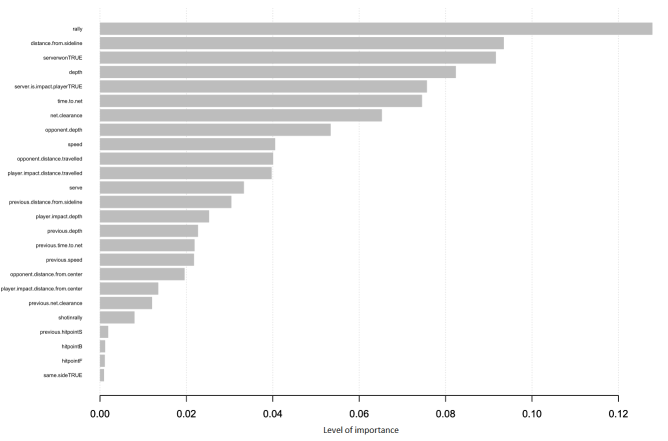 rally
distance.from.sideline
serverwonTRUE
depth
server.is.impact.playerTRUE
time.to.net
net.clearance
opponent.depth
speed
opponent.distance.travelled
player.impact.distance.travelled
serve
previous.distance.from.sideline
player.impact.depth
previous.depth
previous.time.to.net
previous.speed
opponent.distance.from.center
player.impact.distance.from.center
previous.net.clearance
shotinrally
previous.hitpointS
hitpointB
hitpointF
same.sideTRUE
0.00 0.02 0.04 0.06 0.08 0.10 0.12
Level of importance